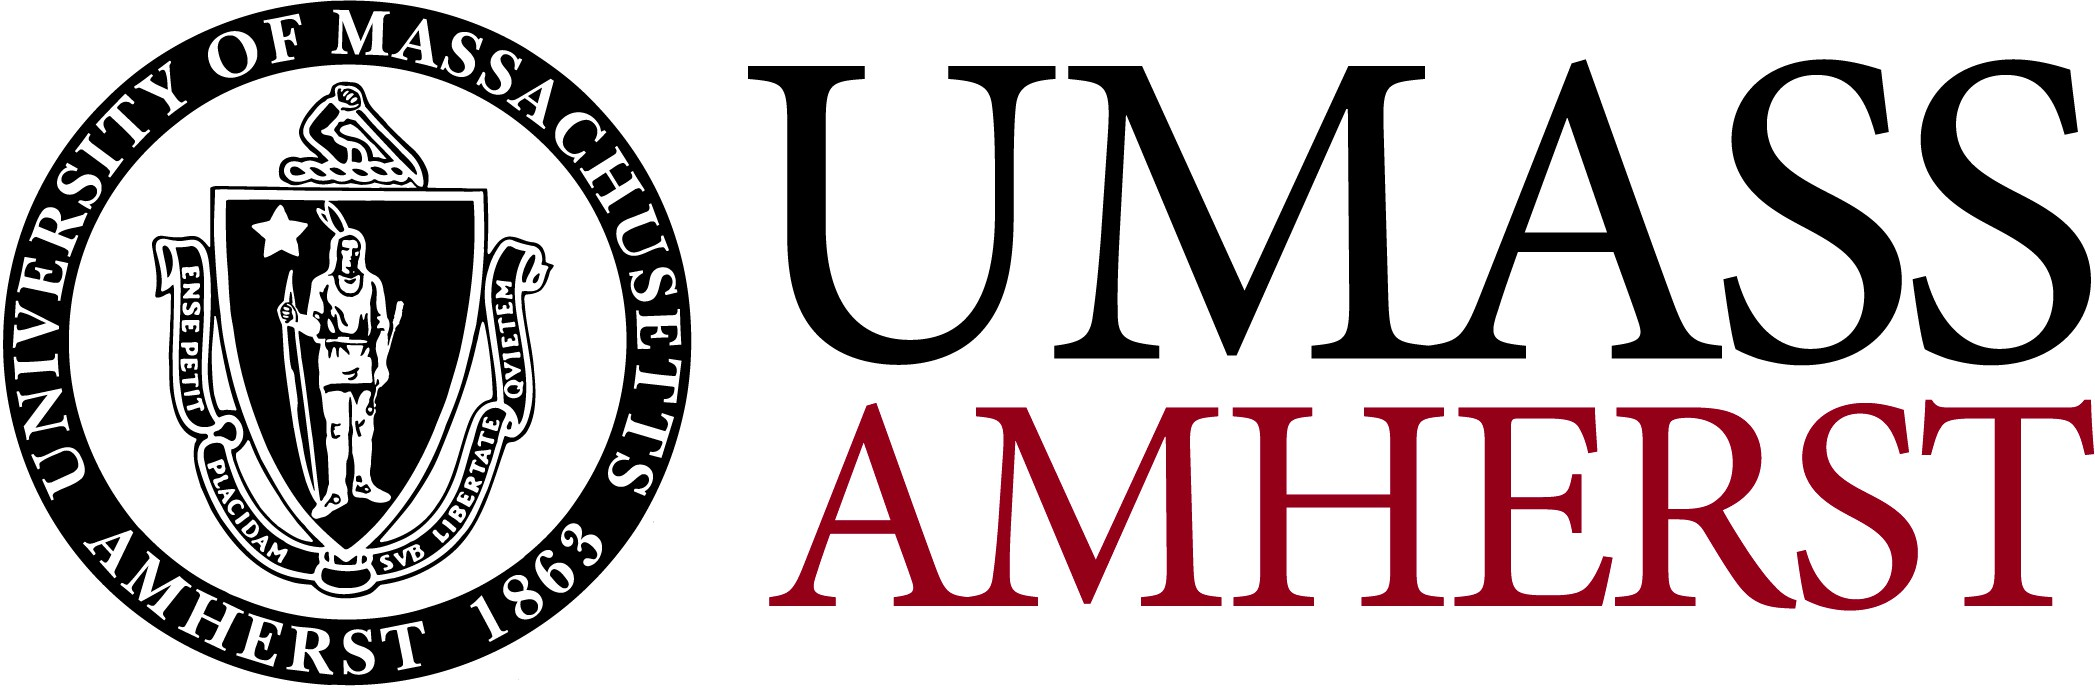 UNIVERSITY OF MASSACHUSETTS
AMHERST 1863
ENSE PETIT
PLACIDAM
SVB LIBERTATE
QVIETEM
UMASS
AMHERST